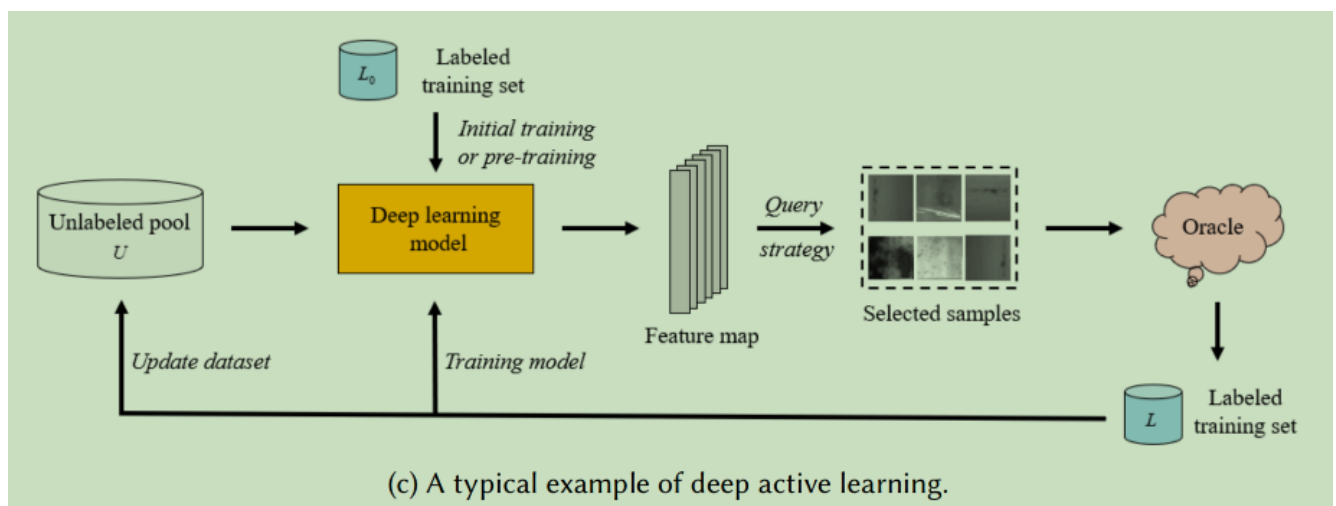 L₀
Labeled
training set
Initial training
or pre-training
Unlabeled pool
U
Deep learning
model
Query
strategy
Oracle
Feature map
Selected samples
Update dataset
Training model
L
Labeled
training set
(c) A typical example of deep active learning.